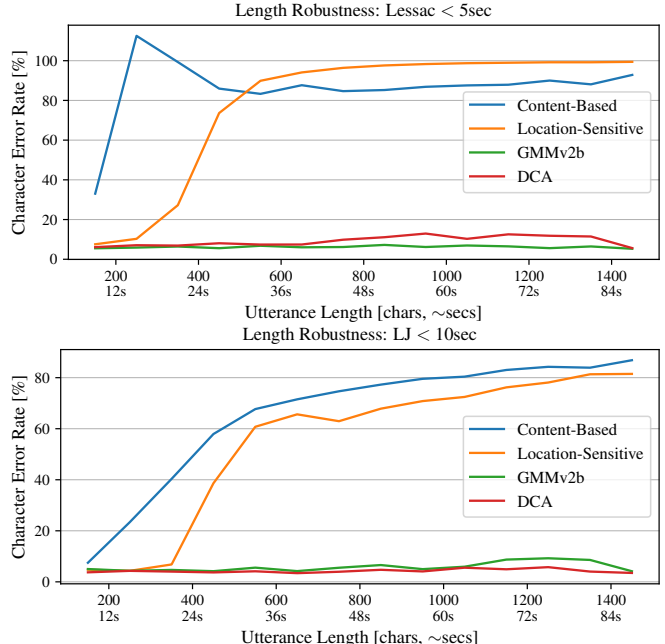 Length Robustness: Lessac < 5sec
Character Error Rate [%]
100
80
60
40
20
0
Content-Based
Location-Sensitive
GMMv2b
DCA
200 400 600 800 1000 1200 1400
12s 24s 36s 48s 60s 72s 84s
Utterance Length [chars, ∼secs]
Length Robustness: LJ < 10sec
Character Error Rate [%]
80
60
40
20
0
Content-Based
Location-Sensitive
GMMv2b
DCA
200 400 600 800 1000 1200 1400
12s 24s 36s 48s 60s 72s 84s
Utterance Length [chars, ∼secs]